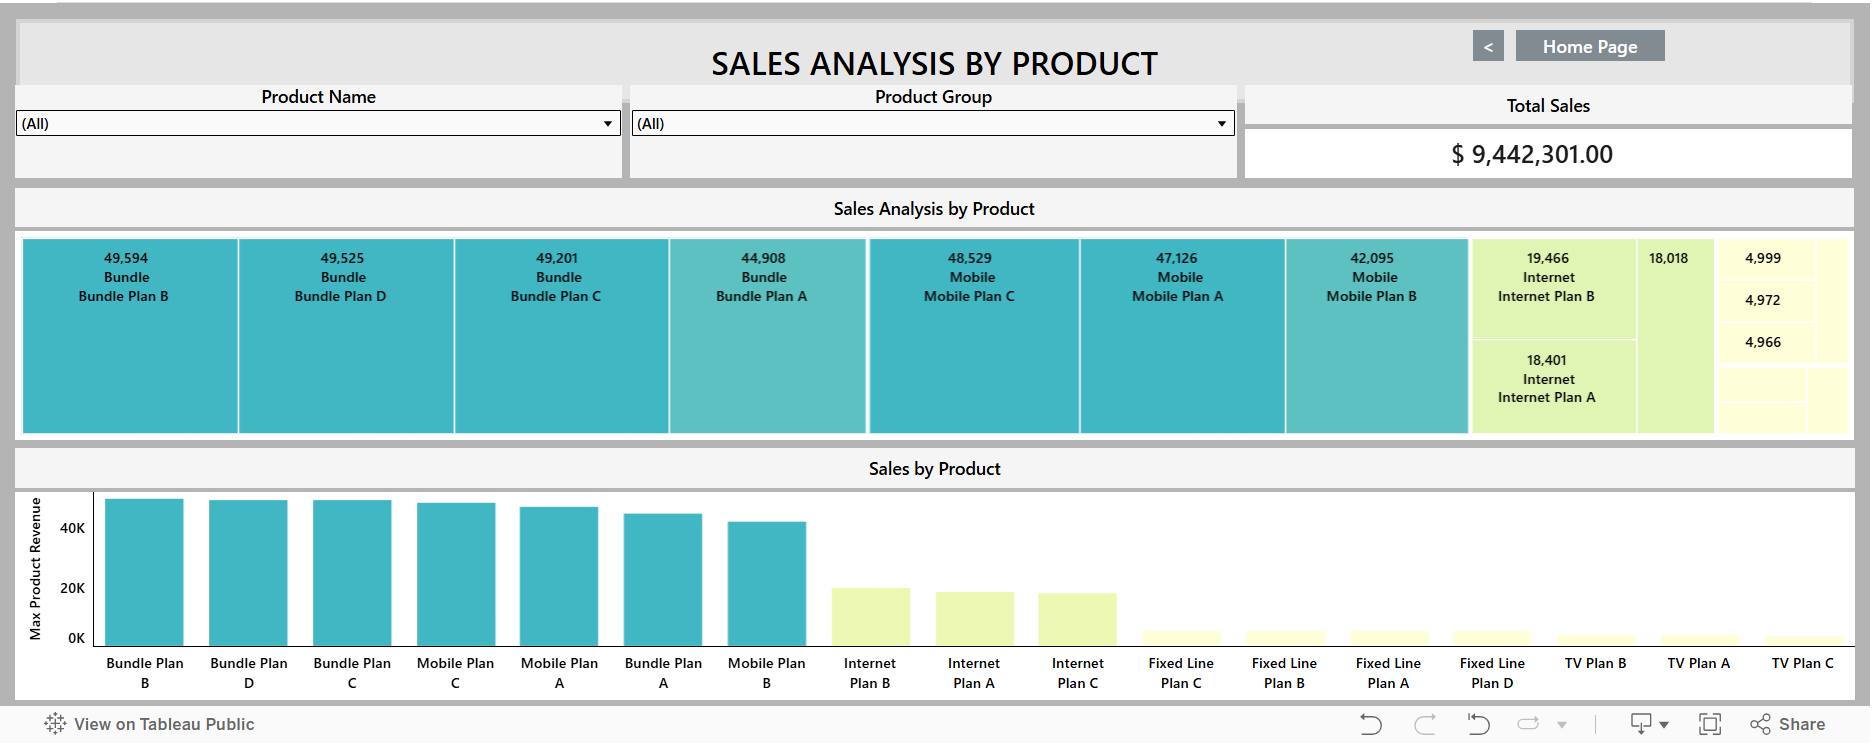 SALES ANALYSIS BY PRODUCT
<
Home Page
Product Name
(All)
Product Group
(All)
Total Sales
$ 9,442,301.00
Sales Analysis by Product
49,594
Bundle
Bundle Plan B
49,525
Bundle
Bundle Plan D
49,201
Bundle
Bundle Plan C
44,908
Bundle
Bundle Plan A
48,529
Mobile
Mobile Plan C
47,126
Mobile
Mobile Plan A
42,095
Mobile
Mobile Plan B
19,466
Internet
Internet Plan B
18,401
Internet
Internet Plan A
18,018
4,999
4,972
4,966
Sales by Product
Max Product Revenue
40K
20K
0K
Bundle Plan
B
Bundle Plan
D
Bundle Plan
C
Mobile Plan
C
Mobile Plan
A
Bundle Plan
A
Mobile Plan
B
Internet
Plan B
Internet
Plan A
Internet
Plan C
Fixed Line
Plan C
Fixed Line
Plan B
Fixed Line
Plan A
Fixed Line
Plan D
TV Plan B
TV Plan A
TV Plan C
View on Tableau Public
Share